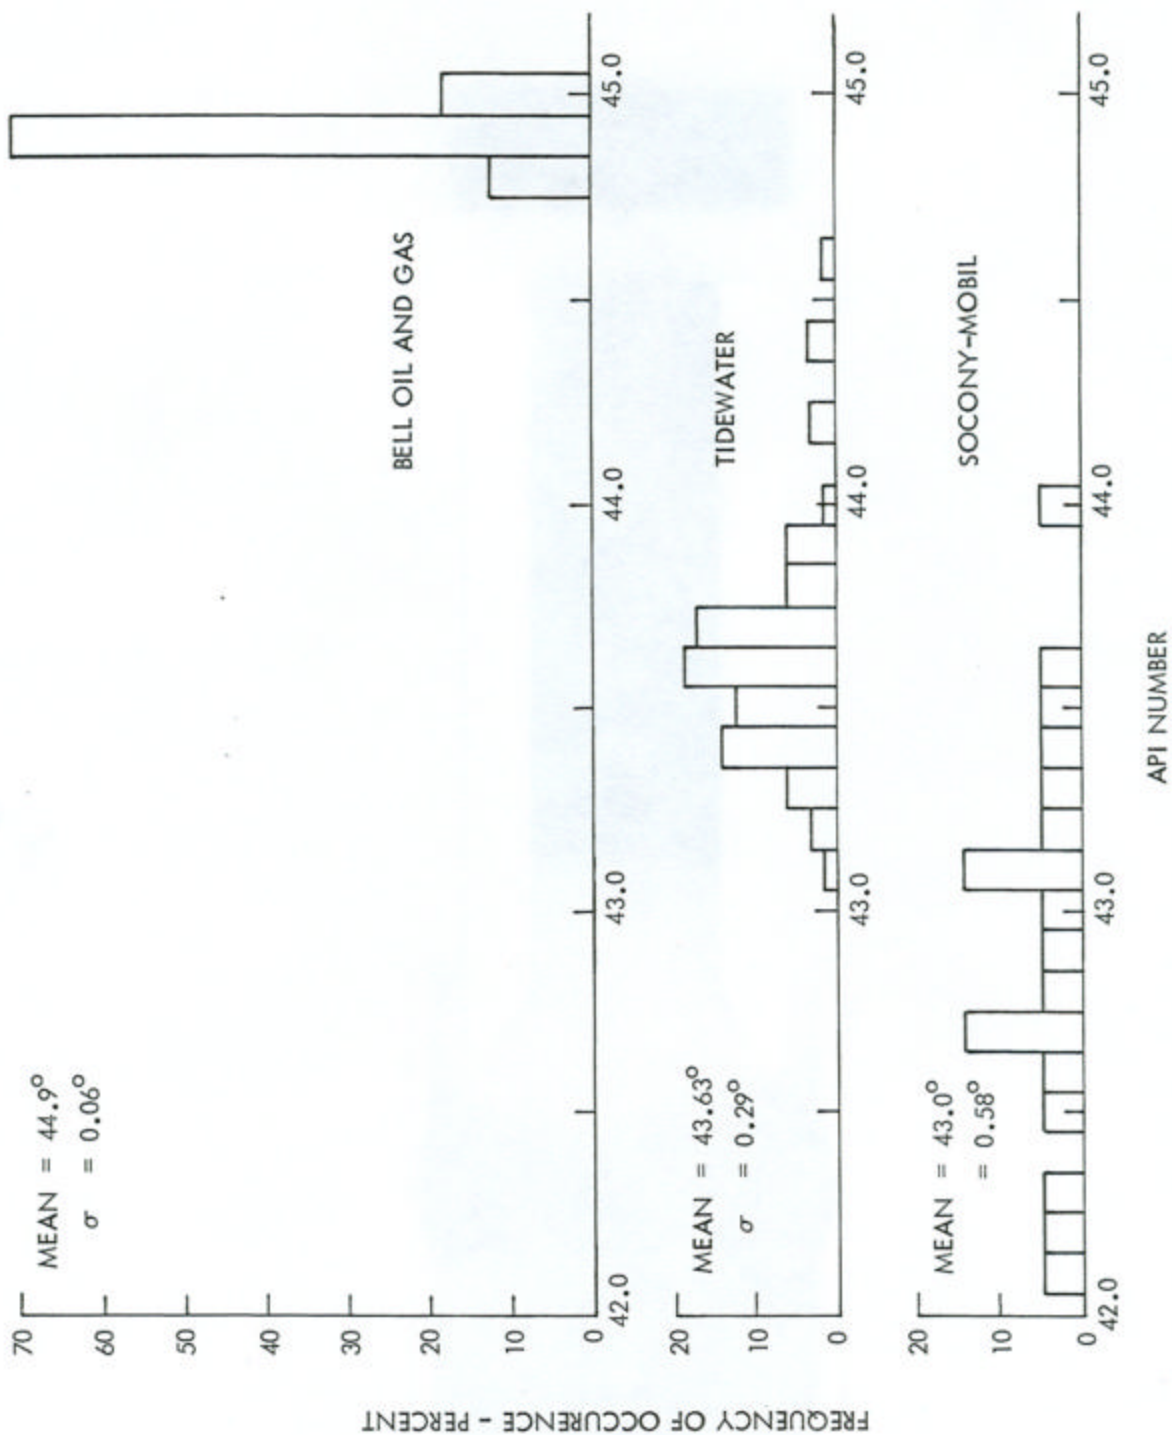 MEAN = 44.9°
σ = 0.06°
BELL OIL AND GAS
70
60
50
40
30
20
10
0
42.0
43.0
44.0
45.0
MEAN = 43.63°
σ = 0.29°
TIDEWATER
20
10
0
43.0
44.0
45.0
MEAN = 43.0°
= 0.58°
SOCONY-MOBIL
20
10
0
42.0
43.0
44.0
45.0
FREQUENCY OF OCCURENCE - PERCENT
API NUMBER